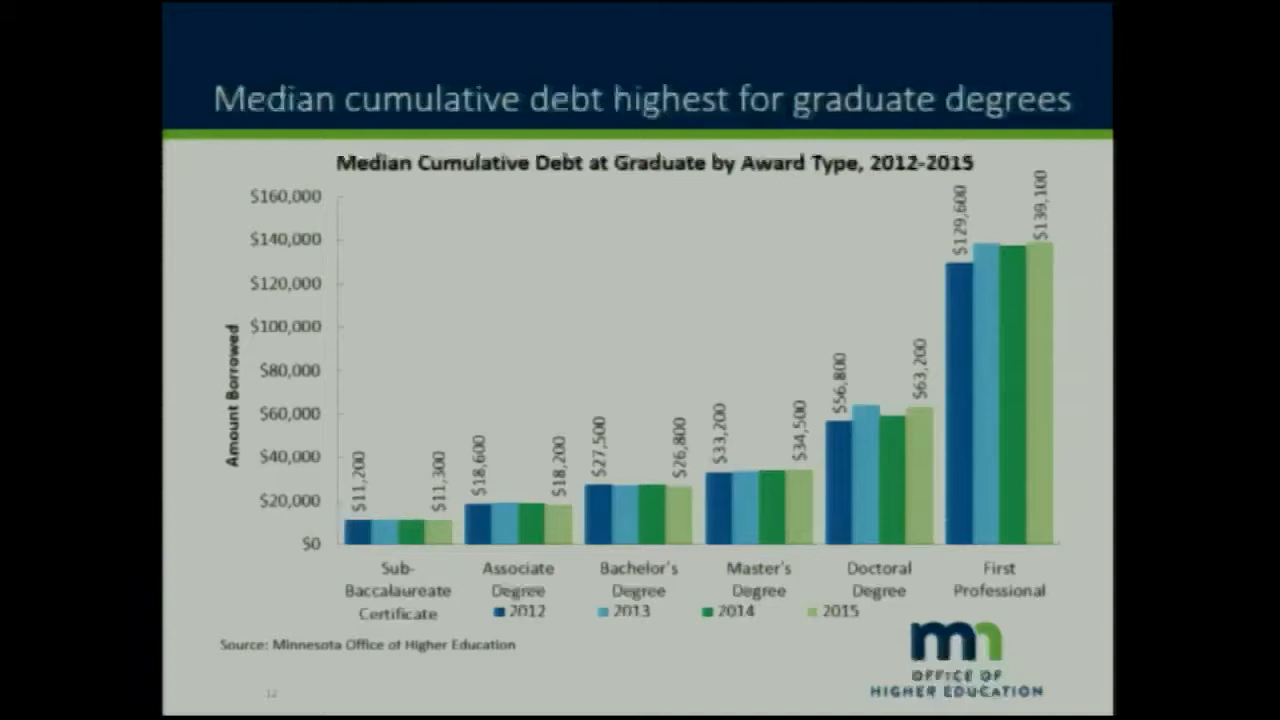 Median cumulative debt highest for graduate degrees
Median Cumulative Debt at Graduate by Award Type, 2012-2015
$160,000
$140,000
$120,000
$100,000
$80,000
$60,000
$40,000
$20,000
$0
Amount Borrowed
$11,200
$11,300
$18,600
$18,200
$27,500
$26,800
$33,200
$34,500
$56,800
$63,200
$129,600
$139,100
Sub-
Baccalaureate
Certificate
Associate
Degree
Bachelor's
Degree
Master's
Degree
Doctoral
Degree
First
Professional
2012 2013 2014 2015
Source: Minnesota Office of Higher Education
mn
OFFICE OF
HIGHER EDUCATION
12